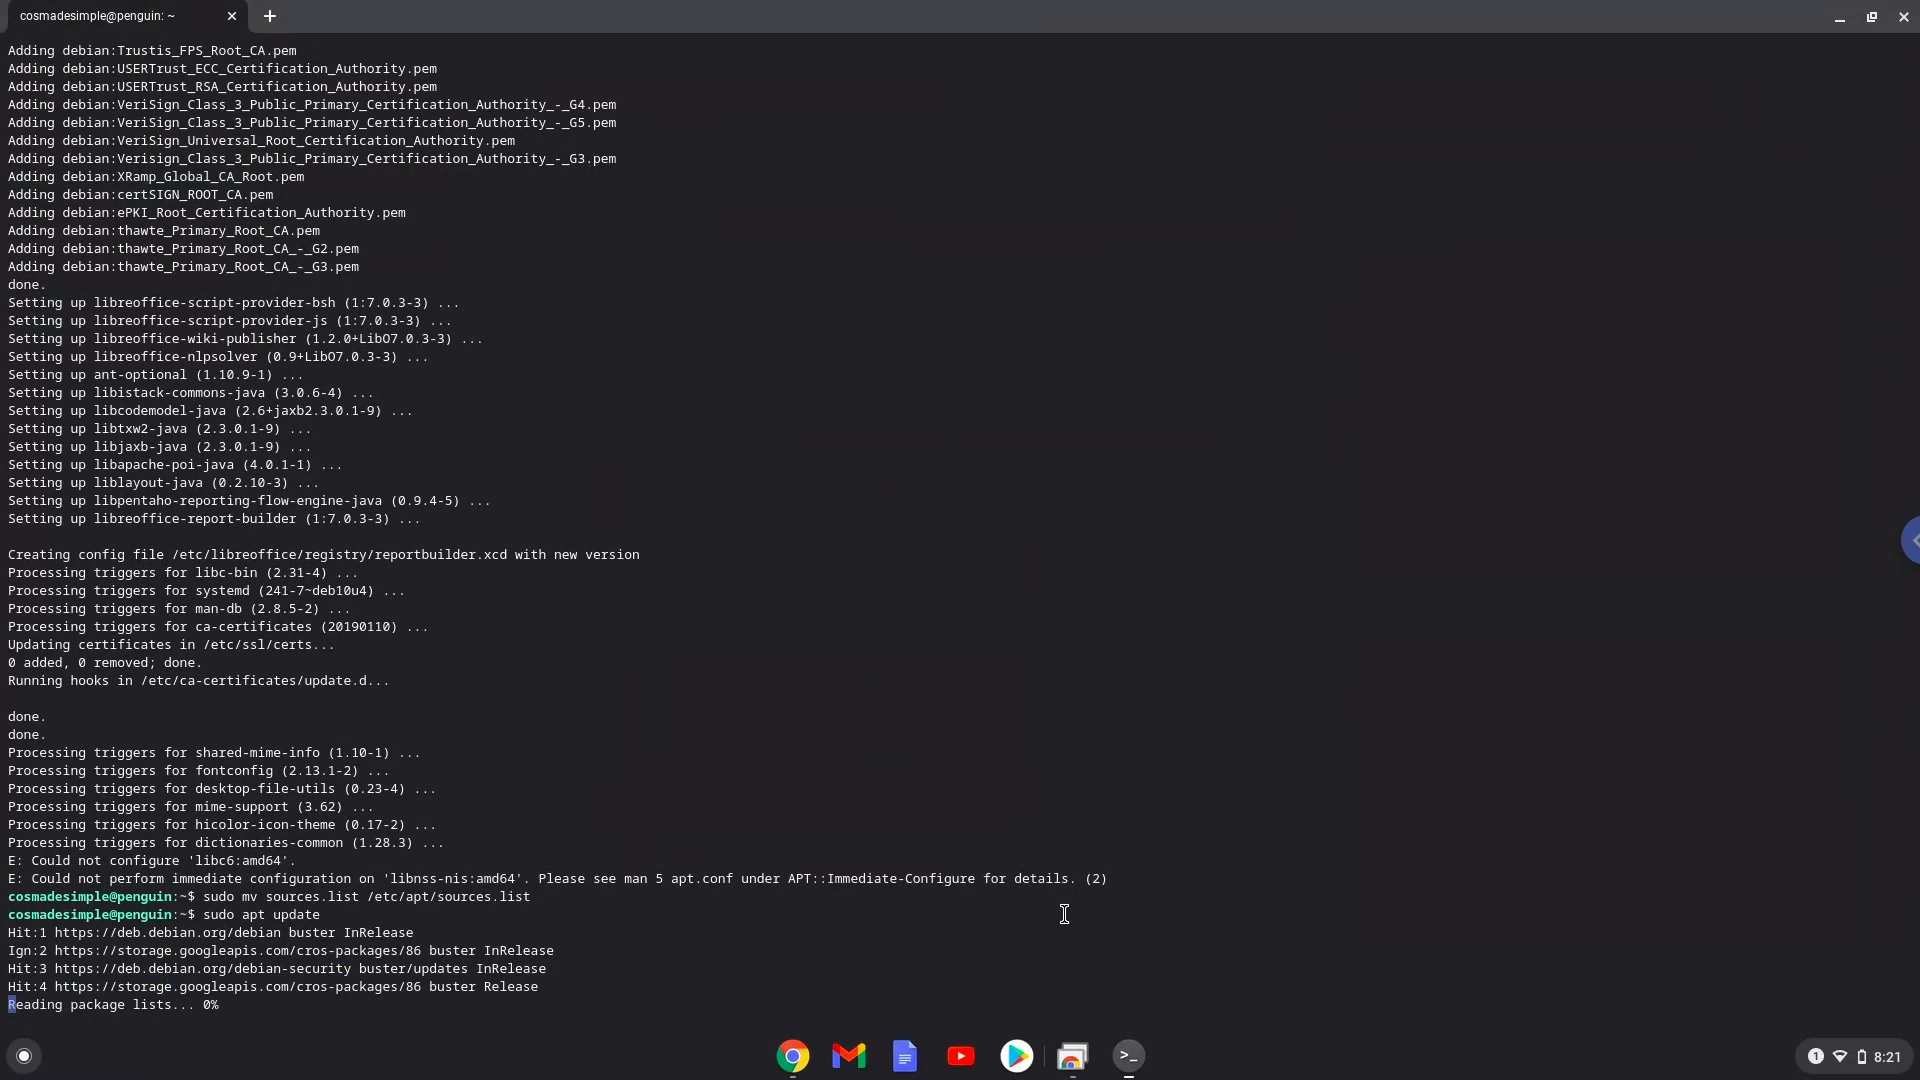 cosmadesimple@penguin: ~
Adding debian:Trustis_FPS_Root_CA.pem
Adding debian:USERTrust_ECC_Certification_Authority.pem
Adding debian:USERTrust_RSA_Certification_Authority.pem
Adding debian:VeriSign_Class_3_Public_Primary_Certification_Authority_-_G4.pem
Adding debian:VeriSign_Class_3_Public_Primary_Certification_Authority_-_G5.pem
Adding debian:VeriSign_Universal_Root_Certification_Authority.pem
Adding debian:Verisign_Class_3_Public_Primary_Certification_Authority_-_G3.pem
Adding debian:XRamp_Global_CA_Root.pem
Adding debian:certSIGN_ROOT_CA.pem
Adding debian:ePKI_Root_Certification_Authority.pem
Adding debian:thawte_Primary_Root_CA.pem
Adding debian:thawte_Primary_Root_CA_-_G2.pem
Adding debian:thawte_Primary_Root_CA_-_G3.pem
done.
Setting up libreoffice-script-provider-bsh (1:7.0.3-3) ...
Setting up libreoffice-script-provider-js (1:7.0.3-3) ...
Setting up libreoffice-wiki-publisher (1.2.0+LibO7.0.3-3) ...
Setting up libreoffice-nlpsolver (0.9+LibO7.0.3-3) ...
Setting up ant-optional (1.10.9-1) ...
Setting up libistack-commons-java (3.0.6-4) ...
Setting up libcodemodel-java (2.6+jaxb2.3.0.1-9) ...
Setting up libtxw2-java (2.3.0.1-9) ...
Setting up libjaxb-java (2.3.0.1-9) ...
Setting up libapache-poi-java (4.0.1-1) ...
Setting up liblayout-java (0.2.10-3) ...
Setting up libpentaho-reporting-flow-engine-java (0.9.4-5) ...
Setting up libreoffice-report-builder (1:7.0.3-3) ...
Creating config file /etc/libreoffice/registry/reportbuilder.xcd with new version
Processing triggers for libc-bin (2.31-4) ...
Processing triggers for systemd (241-7~deb10u4) ...
Processing triggers for man-db (2.8.5-2) ...
Processing triggers for ca-certificates (20190110) ...
Updating certificates in /etc/ssl/certs...
0 added, 0 removed; done.
Running hooks in /etc/ca-certificates/update.d...
done.
done.
Processing triggers for shared-mime-info (1.10-1) ...
Processing triggers for fontconfig (2.13.1-2) ...
Processing triggers for desktop-file-utils (0.23-4) ...
Processing triggers for mime-support (3.62) ...
Processing triggers for hicolor-icon-theme (0.17-2) ...
Processing triggers for dictionaries-common (1.28.3) ...
E: Could not configure 'libc6:amd64'.
E: Could not perform immediate configuration on 'libnss-nis:amd64'. Please see man 5 apt.conf under APT::Immediate-Configure for details. (2)
cosmadesimple@penguin:~$ sudo mv sources.list /etc/apt/sources.list
cosmadesimple@penguin:~$ sudo apt update
Hit:1 https://deb.debian.org/debian buster InRelease
Ign:2 https://storage.googleapis.com/cros-packages/86 buster InRelease
Hit:3 https://deb.debian.org/debian-security buster/updates InRelease
Hit:4 https://storage.googleapis.com/cros-packages/86 buster Release
Reading package lists... 0%
1 8:21